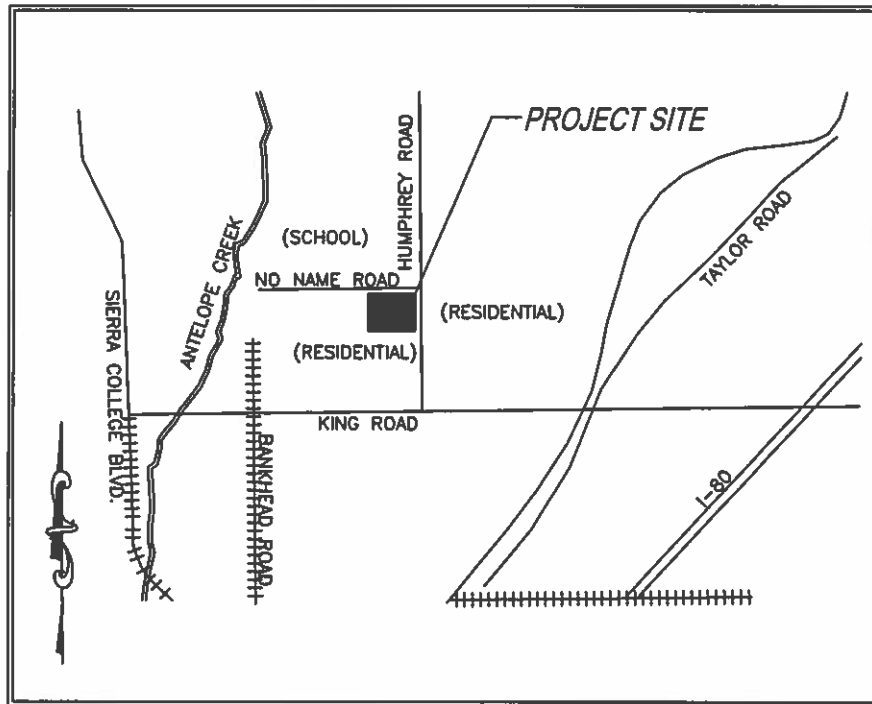 PROJECT SITE
HUMPHREY ROAD
(SCHOOL)
NO NAME ROAD
ANTELOPE CREEK
TAYLOR ROAD
(RESIDENTIAL)
(RESIDENTIAL)
SIERRA COLLEGE BLVD.
KING ROAD
BANKHEAD ROAD
I-80